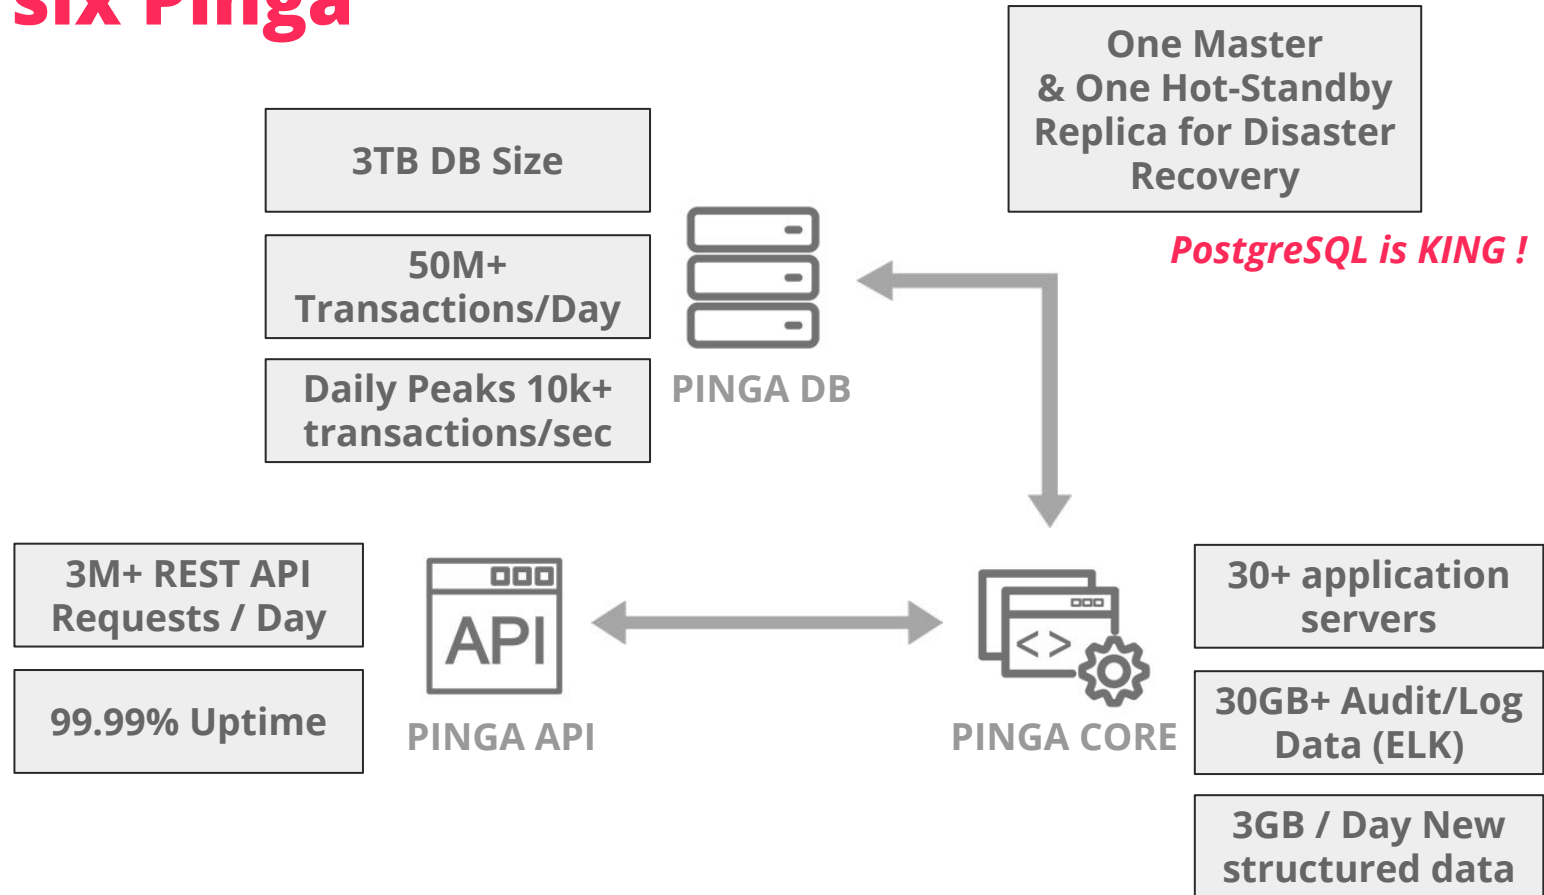 six Pinga
One Master
& One Hot-Standby
Replica for Disaster
Recovery
3TB DB Size
PostgreSQL is KING !
50M+
Transactions/Day
Daily Peaks 10k+
transactions/sec
PINGA DB
3M+ REST API
Requests / Day
API
30+ application
servers
< >
99.99% Uptime
PINGA API
PINGA CORE
30GB+ Audit/Log
Data (ELK)
3GB / Day New
structured data